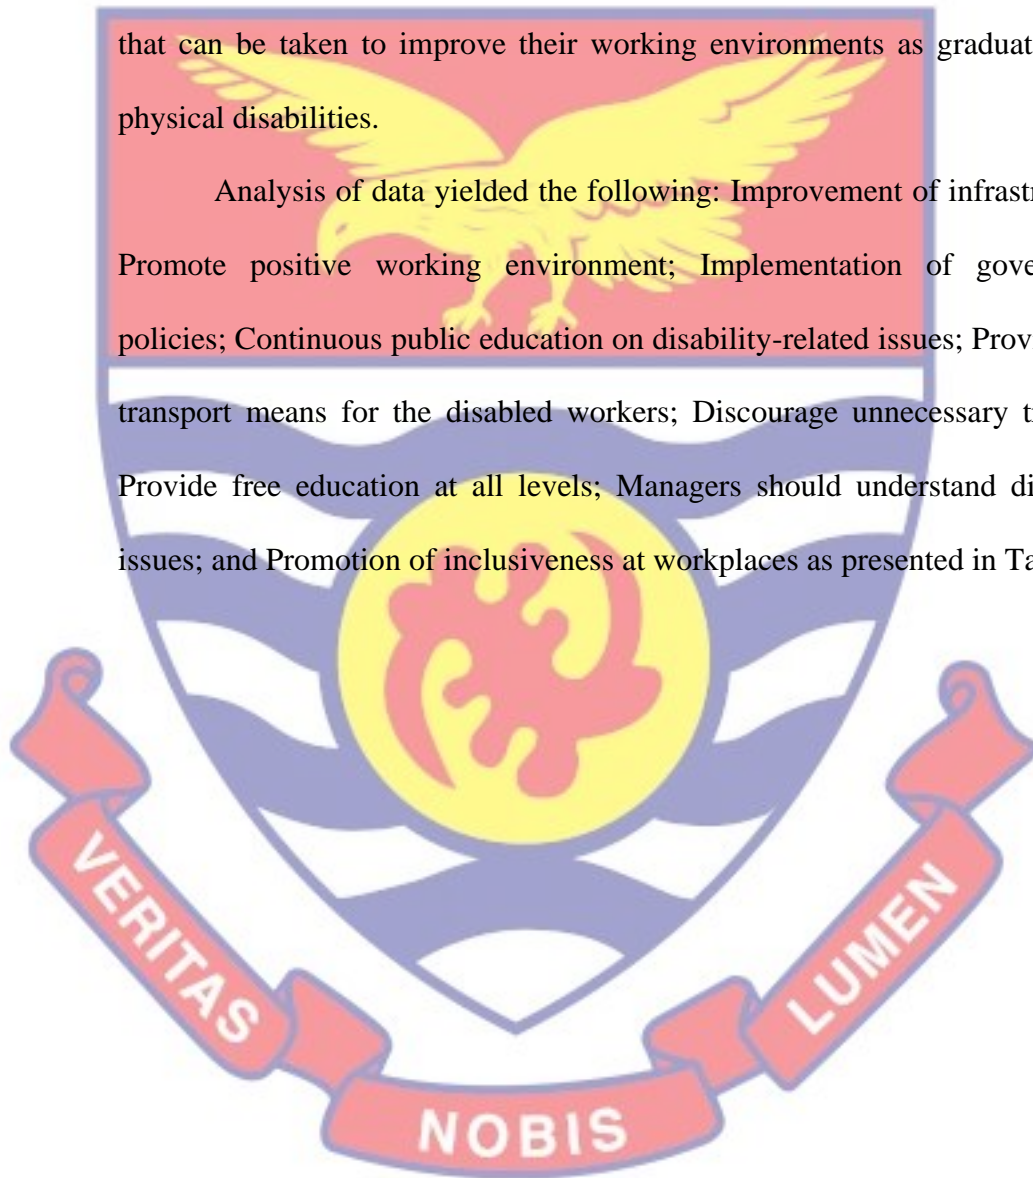 that can be taken to improve their working environments as graduat
physical disabilities.
Analysis of data yielded the following: Improvement of infrastr
Promote positive working environment; Implementation of gove
policies; Continuous public education on disability-related issues; Prov
transport means for the disabled workers; Discourage unnecessary t
Provide free education at all levels; Managers should understand di
issues; and Promotion of inclusiveness at workplaces as presented in Ta
VERITAS
NOBIS
LUMEN